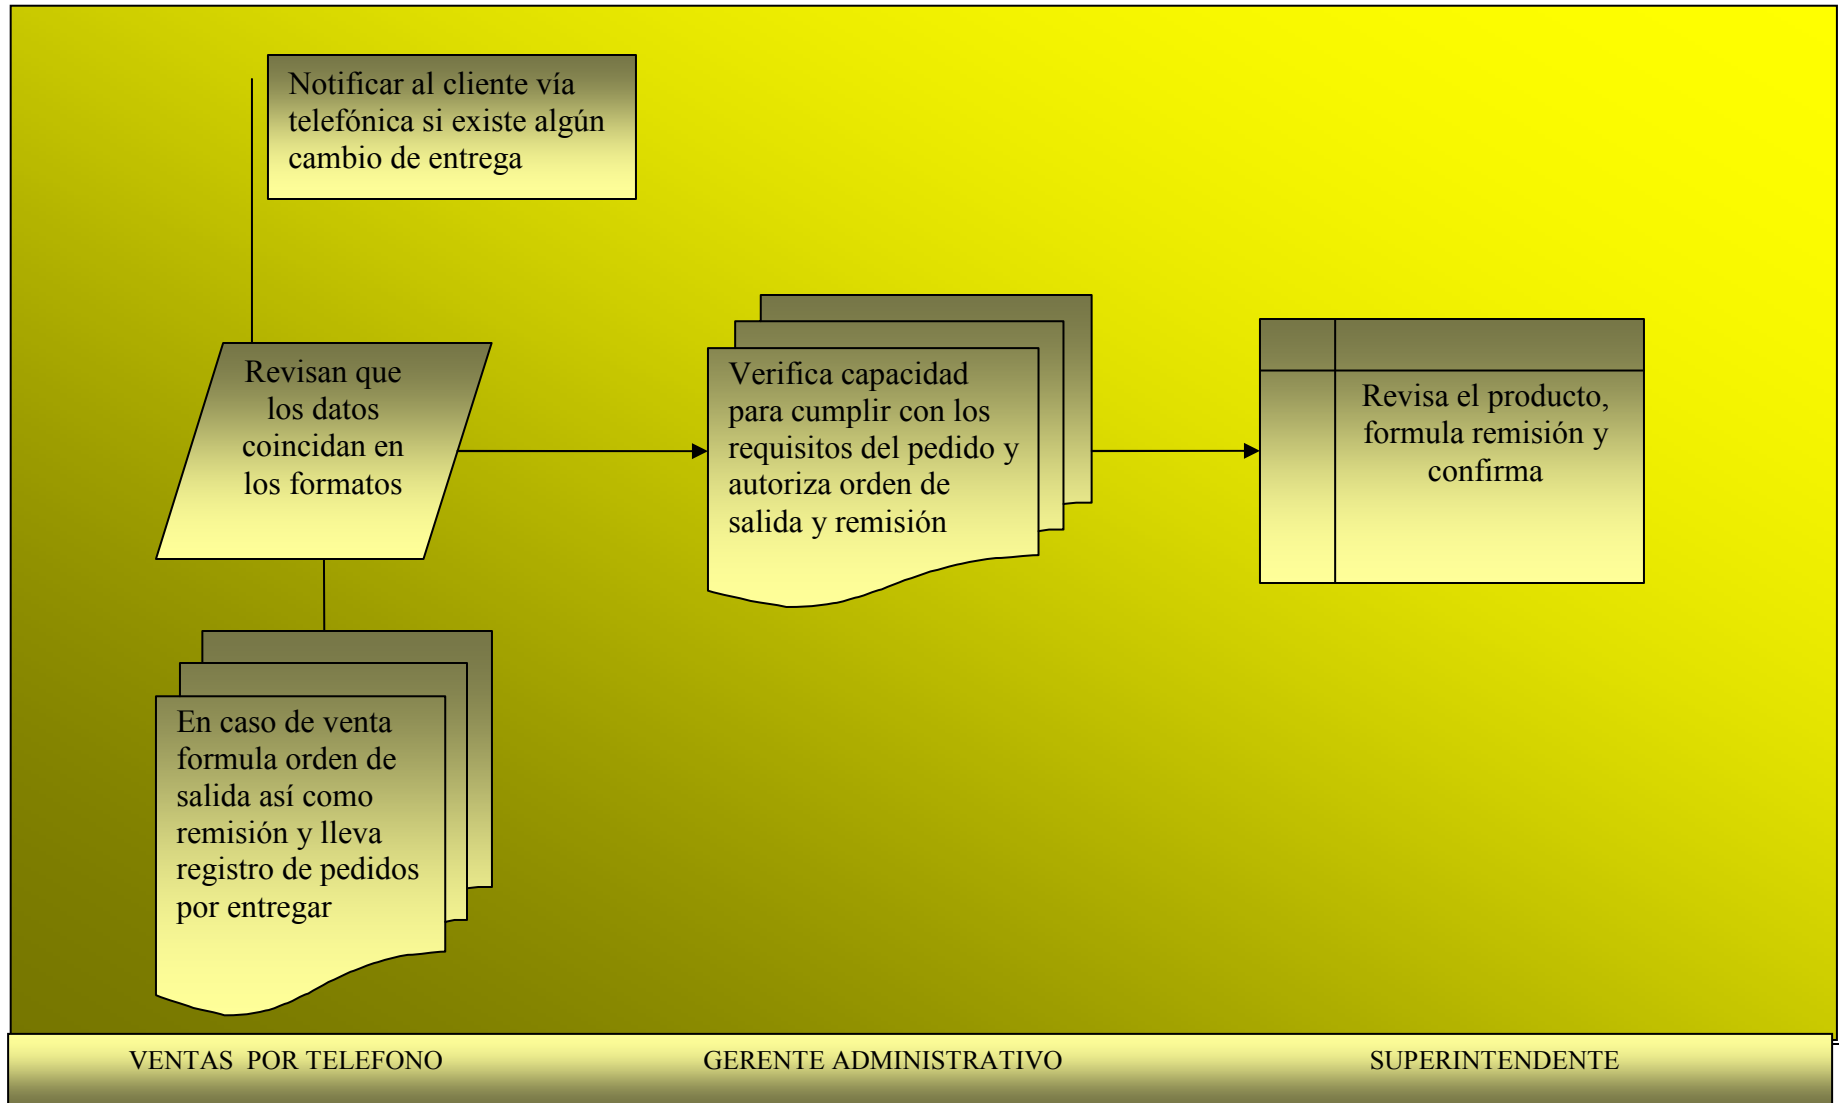 Notificar al cliente vía
telefónica si existe algún
cambio de entrega
Revisan que
los datos
coincidan en
los formatos
Verifica capacidad
para cumplir con los
requisitos del pedido y
autoriza orden de
salida y remisión
Revisa el producto,
formula remisión y
confirma
En caso de venta
formula orden de
salida así como
remisión y lleva
registro de pedidos
por entregar
VENTAS POR TELEFONO
GERENTE ADMINISTRATIVO
SUPERINTENDENTE